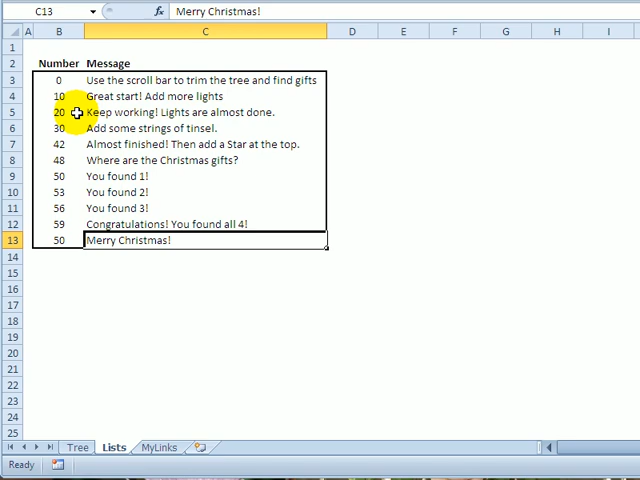 C13 fx Merry Christmas!
A B C D E F G H I
1
2 Number Message
3 0 Use the scroll bar to trim the tree and find gifts
4 10 Great start! Add more lights
5 20 Keep working! Lights are almost done.
6 30 Add some strings of tinsel.
7 42 Almost finished! Then add a Star at the top.
8 48 Where are the Christmas gifts?
9 50 You found 1!
10 53 You found 2!
11 56 You found 3!
12 59 Congratulations! You found all 4!
13 50 Merry Christmas!
14
15
16
17
18
19
20
21
22
23
24
25
Tree Lists MyLinks
Ready